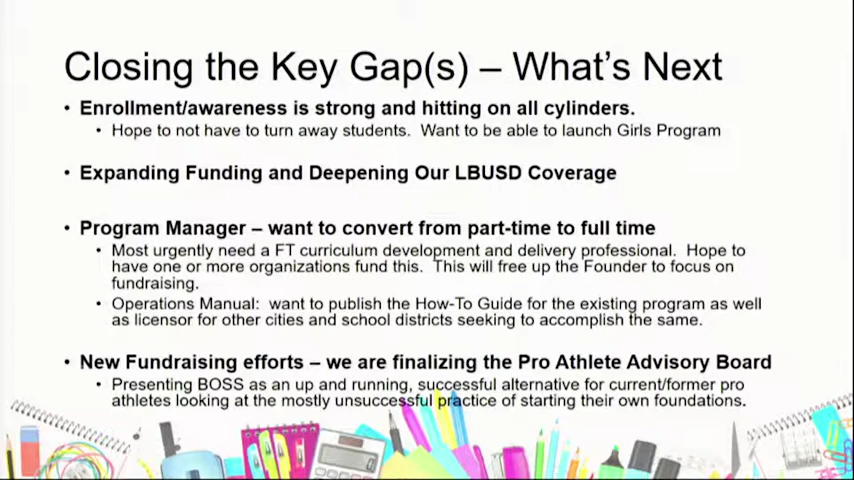 Closing the Key Gap(s) – What's Next
• Enrollment/awareness is strong and hitting on all cylinders.
• Hope to not have to turn away students. Want to be able to launch Girls Program
• Expanding Funding and Deepening Our LBUSD Coverage
• Program Manager – want to convert from part-time to full time
• Most urgently need a FT curriculum development and delivery professional. Hope to
have one or more organizations fund this. This will free up the Founder to focus on
fundraising.
• Operations Manual: want to publish the How-To Guide for the existing program as well
as licensor for other cities and school districts seeking to accomplish the same.
• New Fundraising efforts – we are finalizing the Pro Athlete Advisory Board
• Presenting BOSS as an up and running, successful alternative for current/former pro
athletes looking at the mostly unsuccessful practice of starting their own foundations.